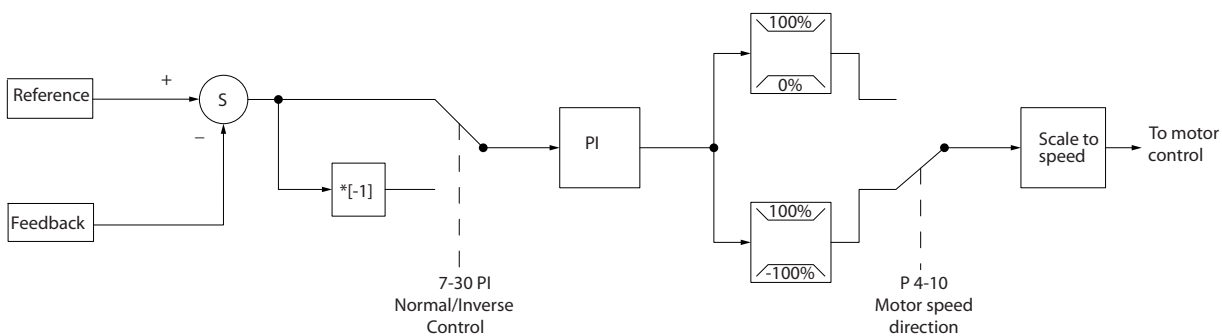 Reference
+
S
_
Feedback
*[-1]
7-30 PI
Normal/Inverse
Control
PI
100%
0%
100%
-100%
P 4-10
Motor speed
direction
Scale to
speed
To motor
control